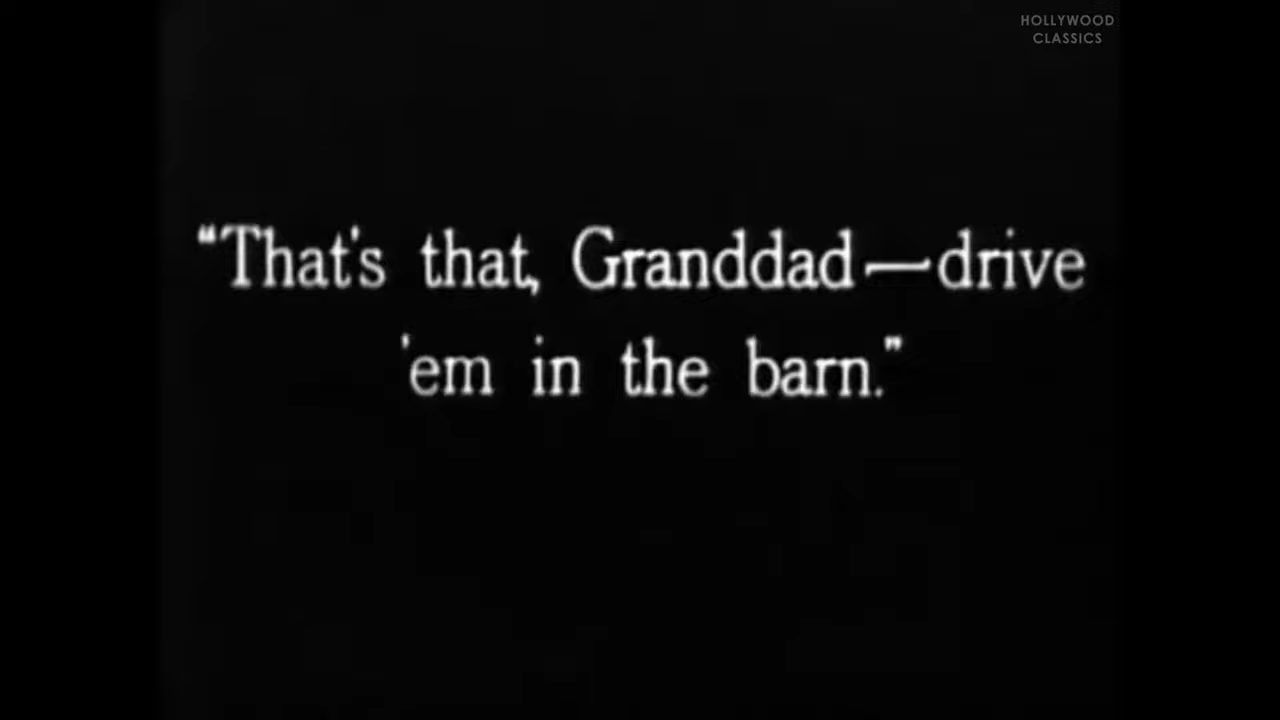 HOLLYWOOD
CLASSICS
“That's that, Granddad—drive
'em in the barn.”